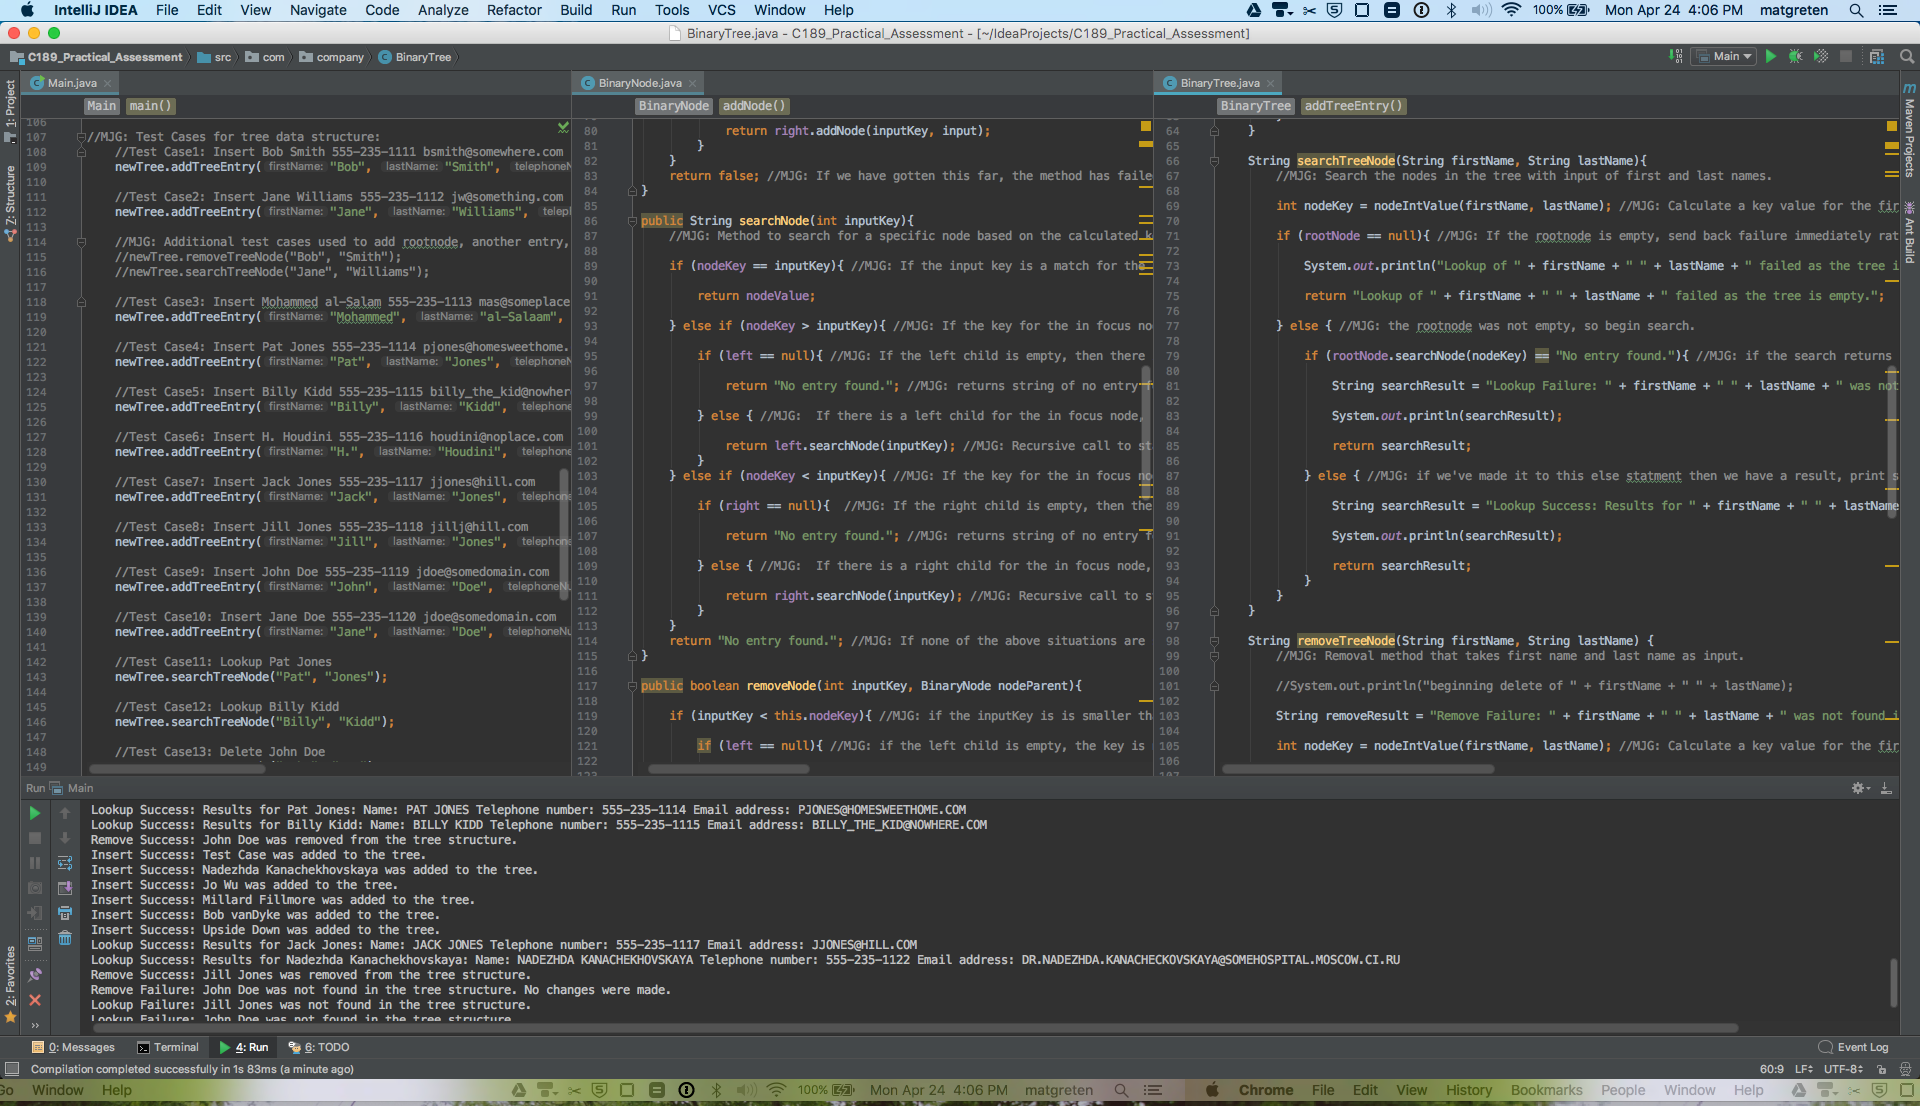 IntelliJ IDEA File Edit View Navigate Code Analyze Refactor Build Run Tools VCS Window Help 100% Mon Apr 24 4:06 PM matgreten
BinaryTree.java - C189_Practical_Assessment - [~/IdeaProjects/C189_Practical_Assessment]
C189_Practical_Assessment src com company BinaryTree Main
Main.java BinaryNode.java BinaryTree.java
1: Project
7: Structure
2: Favorites
Maven Projects
Ant Build
Main main()
106
107 //MJG: Test Cases for tree data structure:
108 //Test Case1: Insert Bob Smith 555-235-1111 bsmith@somewhere.com
109 newTree.addTreeEntry( firstName: "Bob", lastName: "Smith",
110
111 //Test Case2: Insert Jane Williams 555-235-1112 jw@something.com
112 newTree.addTreeEntry( firstName: "Jane", lastName: "Williams",
113
114 //MJG: Additional test cases used to add rootnode, another entry,
115 //newTree.removeTreeNode("Bob", "Smith");
116 //newTree.searchTreeNode("Jane", "Williams");
117
118 //Test Case3: Insert Mohammed al-Salam 555-235-1113 mas@someplace
119 newTree.addTreeEntry( firstName: "Mohammed", lastName: "al-Salaam",
120
121 //Test Case4: Insert Pat Jones 555-235-1114 pjones@homesweethome.
122 newTree.addTreeEntry( firstName: "Pat", lastName: "Jones",
123
124 //Test Case5: Insert Billy Kidd 555-235-1115 billy_the_kid@nowher
125 newTree.addTreeEntry( firstName: "Billy", lastName: "Kidd",
126
127 //Test Case6: Insert H. Houdini 555-235-1116 houdini@noplace.com
128 newTree.addTreeEntry( firstName: "H.", lastName: "Houdini",
129
130 //Test Case7: Insert Jack Jones 555-235-1117 jjones@hill.com
131 newTree.addTreeEntry( firstName: "Jack", lastName: "Jones",
132
133 //Test Case8: Insert Jill Jones 555-235-1118 jillj@hill.com
134 newTree.addTreeEntry( firstName: "Jill", lastName: "Jones",
135
136 //Test Case9: Insert John Doe 555-235-1119 jdoe@somedomain.com
137 newTree.addTreeEntry( firstName: "John", lastName: "Doe",
138
139 //Test Case10: Insert Jane Doe 555-235-1120 jdoe@somedomain.com
140 newTree.addTreeEntry( firstName: "Jane", lastName: "Doe",
141
142 //Test Case11: Lookup Pat Jones
143 newTree.searchTreeNode("Pat", "Jones");
144
145 //Test Case12: Lookup Billy Kidd
146 newTree.searchTreeNode("Billy", "Kidd");
147
148 //Test Case13: Delete John Doe
149
BinaryNode addNode()
80 return right.addNode(inputKey, input);
81 }
82 }
83 return false; //MJG: If we have gotten this far, the method has faile
84 }
85
86 public String searchNode(int inputKey){
87 //MJG: Method to search for a specific node based on the calculated k
88
89 if (nodeKey == inputKey){ //MJG: If the input key is a match for the
90
91 return nodeValue;
92
93 } else if (nodeKey > inputKey){ //MJG: If the key for the in focus no
94
95 if (left == null){ //MJG: If the left child is empty, then there
96
97 return "No entry found."; //MJG: returns string of no entry
98
99 } else { //MJG: If there is a left child for the in focus node,
100
101 return left.searchNode(inputKey); //MJG: Recursive call to st
102 }
103 } else if (nodeKey < inputKey){ //MJG: If the key for the in focus no
104
105 if (right == null){ //MJG: If the right child is empty, then the
106
107 return "No entry found."; //MJG: returns string of no entry f
108
109 } else { //MJG: If there is a right child for the in focus node,
110
111 return right.searchNode(inputKey); //MJG: Recursive call to s
112 }
113 }
114 return "No entry found."; //MJG: If none of the above situations are
115 }
116
117 public boolean removeNode(int inputKey, BinaryNode nodeParent){
118
119 if (inputKey < this.nodeKey){ //MJG: if the inputKey is is smaller th
120
121 if (left == null){ //MJG: if the left child is empty, the key is
122
BinaryTree addTreeEntry()
64 }
65
66 String searchTreeNode(String firstName, String lastName){
67 //MJG: Search the nodes in the tree with input of first and last names.
68
69 int nodeKey = nodeIntValue(firstName, lastName); //MJG: Calculate a key value for the fir
70
71 if (rootNode == null){ //MJG: If the rootnode is empty, send back failure immediately rat
72
73 System.out.println("Lookup of " + firstName + " " + lastName + " failed as the tree i
74
75 return "Lookup of " + firstName + " " + lastName + " failed as the tree is empty.";
76
77 } else { //MJG: the rootnode was not empty, so begin search.
78
79 if (rootNode.searchNode(nodeKey) == "No entry found."){ //MJG: if the search returns
80
81 String searchResult = "Lookup Failure: " + firstName + " " + lastName + " was not
82
83 System.out.println(searchResult);
84
85 return searchResult;
86
87 } else { //MJG: if we've made it to this else statment then we have a result, print s
88
89 String searchResult = "Lookup Success: Results for " + firstName + " " + lastName
90
91 System.out.println(searchResult);
92
93 return searchResult;
94 }
95 }
96 }
97
98 String removeTreeNode(String firstName, String lastName) {
99 //MJG: Removal method that takes first name and last name as input.
100
101 //System.out.println("beginning delete of " + firstName + " " + lastName);
102
103 String removeResult = "Remove Failure: " + firstName + " " + lastName + " was not found i
104
105 int nodeKey = nodeIntValue(firstName, lastName); //MJG: Calculate a key value for the fir
106
Run Main
Lookup Success: Results for Pat Jones: Name: PAT JONES Telephone number: 555-235-1114 Email address: PJONES@HOMESWEETHOME.COM
Lookup Success: Results for Billy Kidd: Name: BILLY KIDD Telephone number: 555-235-1115 Email address: BILLY_THE_KID@NOWHERE.COM
Remove Success: John Doe was removed from the tree structure.
Insert Success: Test Case was added to the tree.
Insert Success: Nadezhda Kanachekhovskaya was added to the tree.
Insert Success: Jo Wu was added to the tree.
Insert Success: Millard Fillmore was added to the tree.
Insert Success: Bob vanDyke was added to the tree.
Insert Success: Upside Down was added to the tree.
Lookup Success: Results for Jack Jones: Name: JACK JONES Telephone number: 555-235-1117 Email address: JJONES@HILL.COM
Lookup Success: Results for Nadezhda Kanachekhovskaya: Name: NADEZHDA KANACHEKHOVSKAYA Telephone number: 555-235-1122 Email address: DR.NADEZHDA.KANACHECKOVSKAYA@SOMEHOSPITAL.MOSCOW.CI.RU
Remove Success: Jill Jones was removed from the tree structure.
Remove Failure: John Doe was not found in the tree structure. No changes were made.
Lookup Failure: Jill Jones was not found in the tree structure.
Lookup Failure: John Doe was not found in the tree structure.
0: Messages Terminal 4: Run 6: TODO Event Log
Compilation completed successfully in 1s 83ms (a minute ago) 60:9 LF UTF-8
Go Window Help 100% Mon Apr 24 4:06 PM matgreten Chrome File Edit View History Bookmarks People Window Help